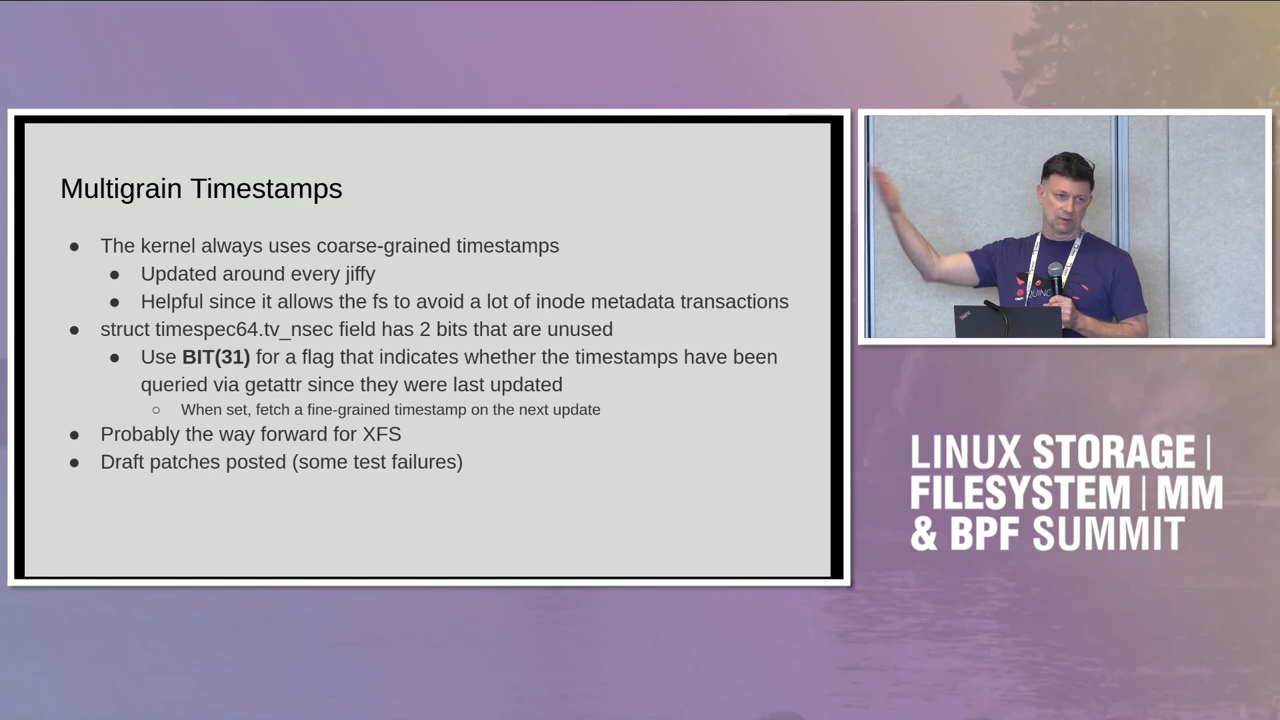 Multigrain Timestamps
● The kernel always uses coarse-grained timestamps
● Updated around every jiffy
● Helpful since it allows the fs to avoid a lot of inode metadata transactions
● struct timespec64.tv_nsec field has 2 bits that are unused
● Use BIT(31) for a flag that indicates whether the timestamps have been
queried via getattr since they were last updated
○ When set, fetch a fine-grained timestamp on the next update
● Probably the way forward for XFS
● Draft patches posted (some test failures)
LINUX STORAGE |
FILESYSTEM | MM
& BPF SUMMIT